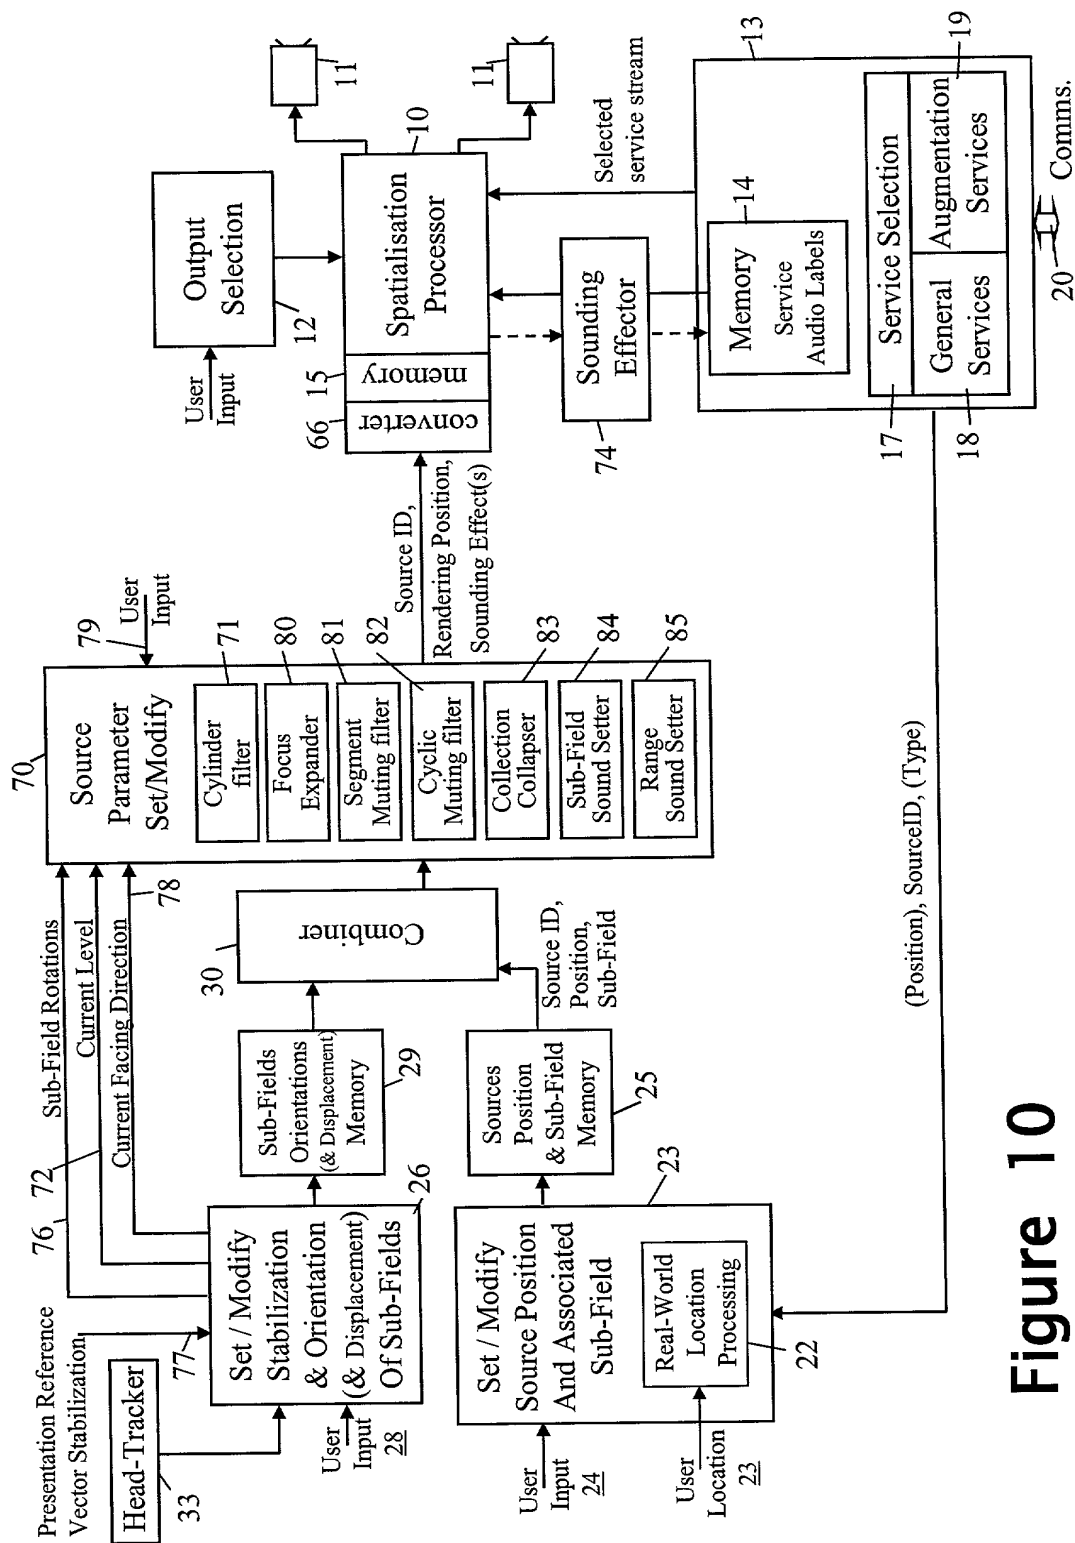 Presentation Reference
Vector Stabilization
Head-Tracker
33
77
User
Input
28
Set / Modify
Stabilization
& Orientation
(& Displacement)
Of Sub-Fields
26
76
72
Sub-Field Rotations
Current Level
Current Facing Direction
78
Sub-Fields
Orientations
(& Displacement)
Memory
29
User
Input
24
User
Location
23
Set / Modify
Source Position
And Associated
Sub-Field
23
Real-World
Location
Processing
22
Sources
Position
& Sub-Field
Memory
25
Source ID,
Position,
Sub-Field
30
Combiner
70
Source
Parameter
Set/Modify
79
User
Input
Cylinder
filter
71
Focus
Expander
80
Segment
Muting filter
81
Cyclic
Muting filter
82
Collection
Collapser
83
Sub-Field
Sound Setter
84
Range
Sound Setter
85
Source ID,
Rendering Position,
Sounding Effect(s)
User
Input
Output
Selection
12
66
15
converter
memory
Spatialisation
Processor
10
11
11
Sounding
Effector
74
Selected
service stream
13
Memory
Service
Audio Labels
14
Service Selection
17
General
Services
18
Augmentation
Services
19
20
Comms.
(Position), SourceID, (Type)
Figure 10